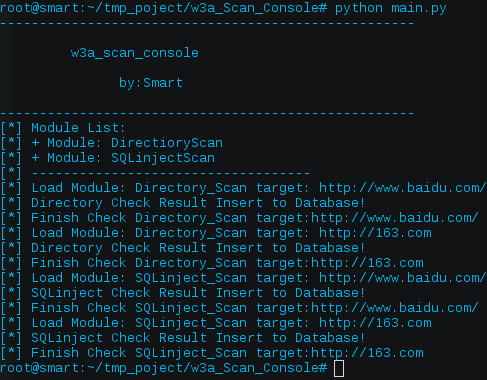 root@smart:~/tmp_poject/w3a_Scan_Console# python main.py
-----------------------------------------------------
w3a_scan_console
by:Smart
-----------------------------------------------------
[*] Module List:
[*] + Module: DirectioryScan
[*] + Module: SQLinjectScan
[*] -----------------------------------
[*] Load Module: Directory_Scan target: http://www.baidu.com/
[*] Directory Check Result Insert to Database!
[*] Finish Check Directory_Scan target:http://www.baidu.com/
[*] Load Module: Directory_Scan target: http://163.com
[*] Directory Check Result Insert to Database!
[*] Finish Check Directory_Scan target:http://163.com
[*] Load Module: SQLinject_Scan target: http://www.baidu.com/
[*] SQLinject Check Result Insert to Database!
[*] Finish Check SQLinject_Scan target:http://www.baidu.com/
[*] Load Module: SQLinject_Scan target: http://163.com
[*] SQLinject Check Result Insert to Database!
[*] Finish Check SQLinject_Scan target:http://163.com
root@smart:~/tmp_poject/w3a_Scan_Console#